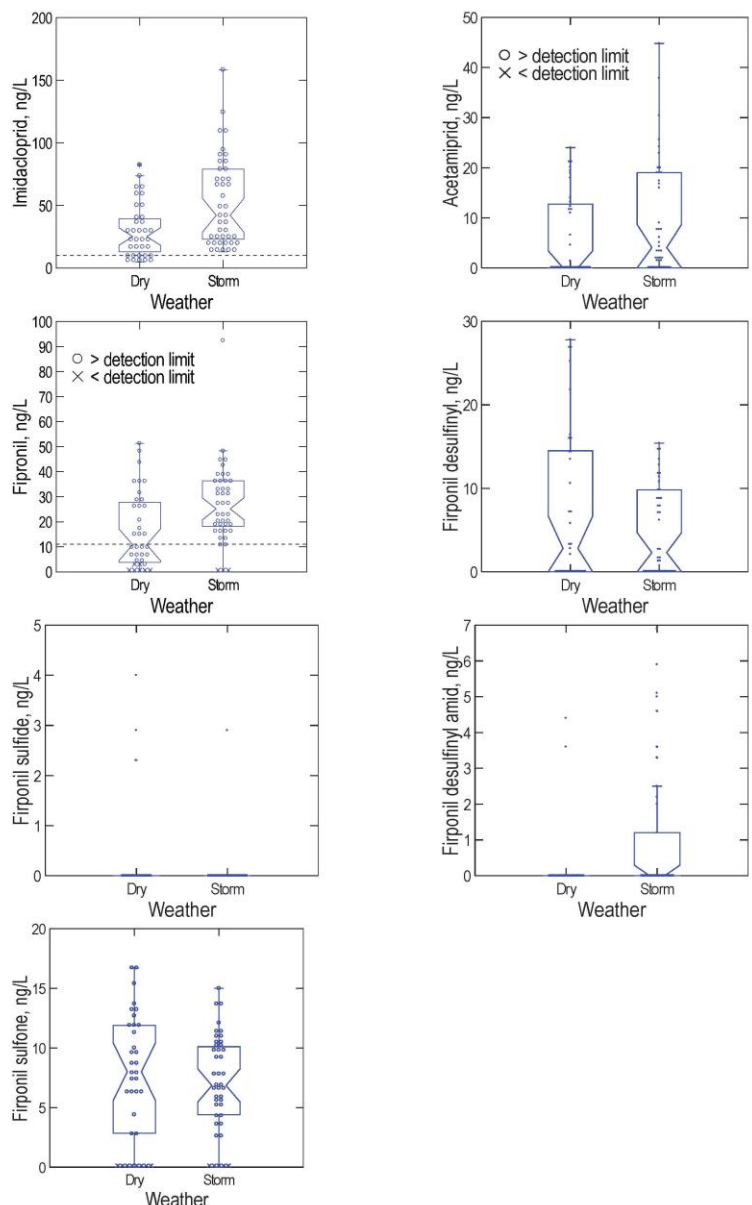 200
150
100
50
0
Imidacloprid, ng/L
Dry
Storm
Weather
50
40
30
20
10
0
Acetamiprid, ng/L
> detection limit
< detection limit
Dry
Storm
Weather
100
90
80
70
60
50
40
30
20
10
0
Fipronil, ng/L
> detection limit
< detection limit
Dry
Storm
Weather
30
20
10
0
Firponil desulfinyl, ng/L
Dry
Storm
Weather
5
4
3
2
1
0
Firponil sulfide, ng/L
Dry
Storm
Weather
7
6
5
4
3
2
1
0
Firponil desulfinyl amid, ng/L
Dry
Storm
Weather
20
15
10
5
0
Firponil sulfone, ng/L
Dry
Storm
Weather